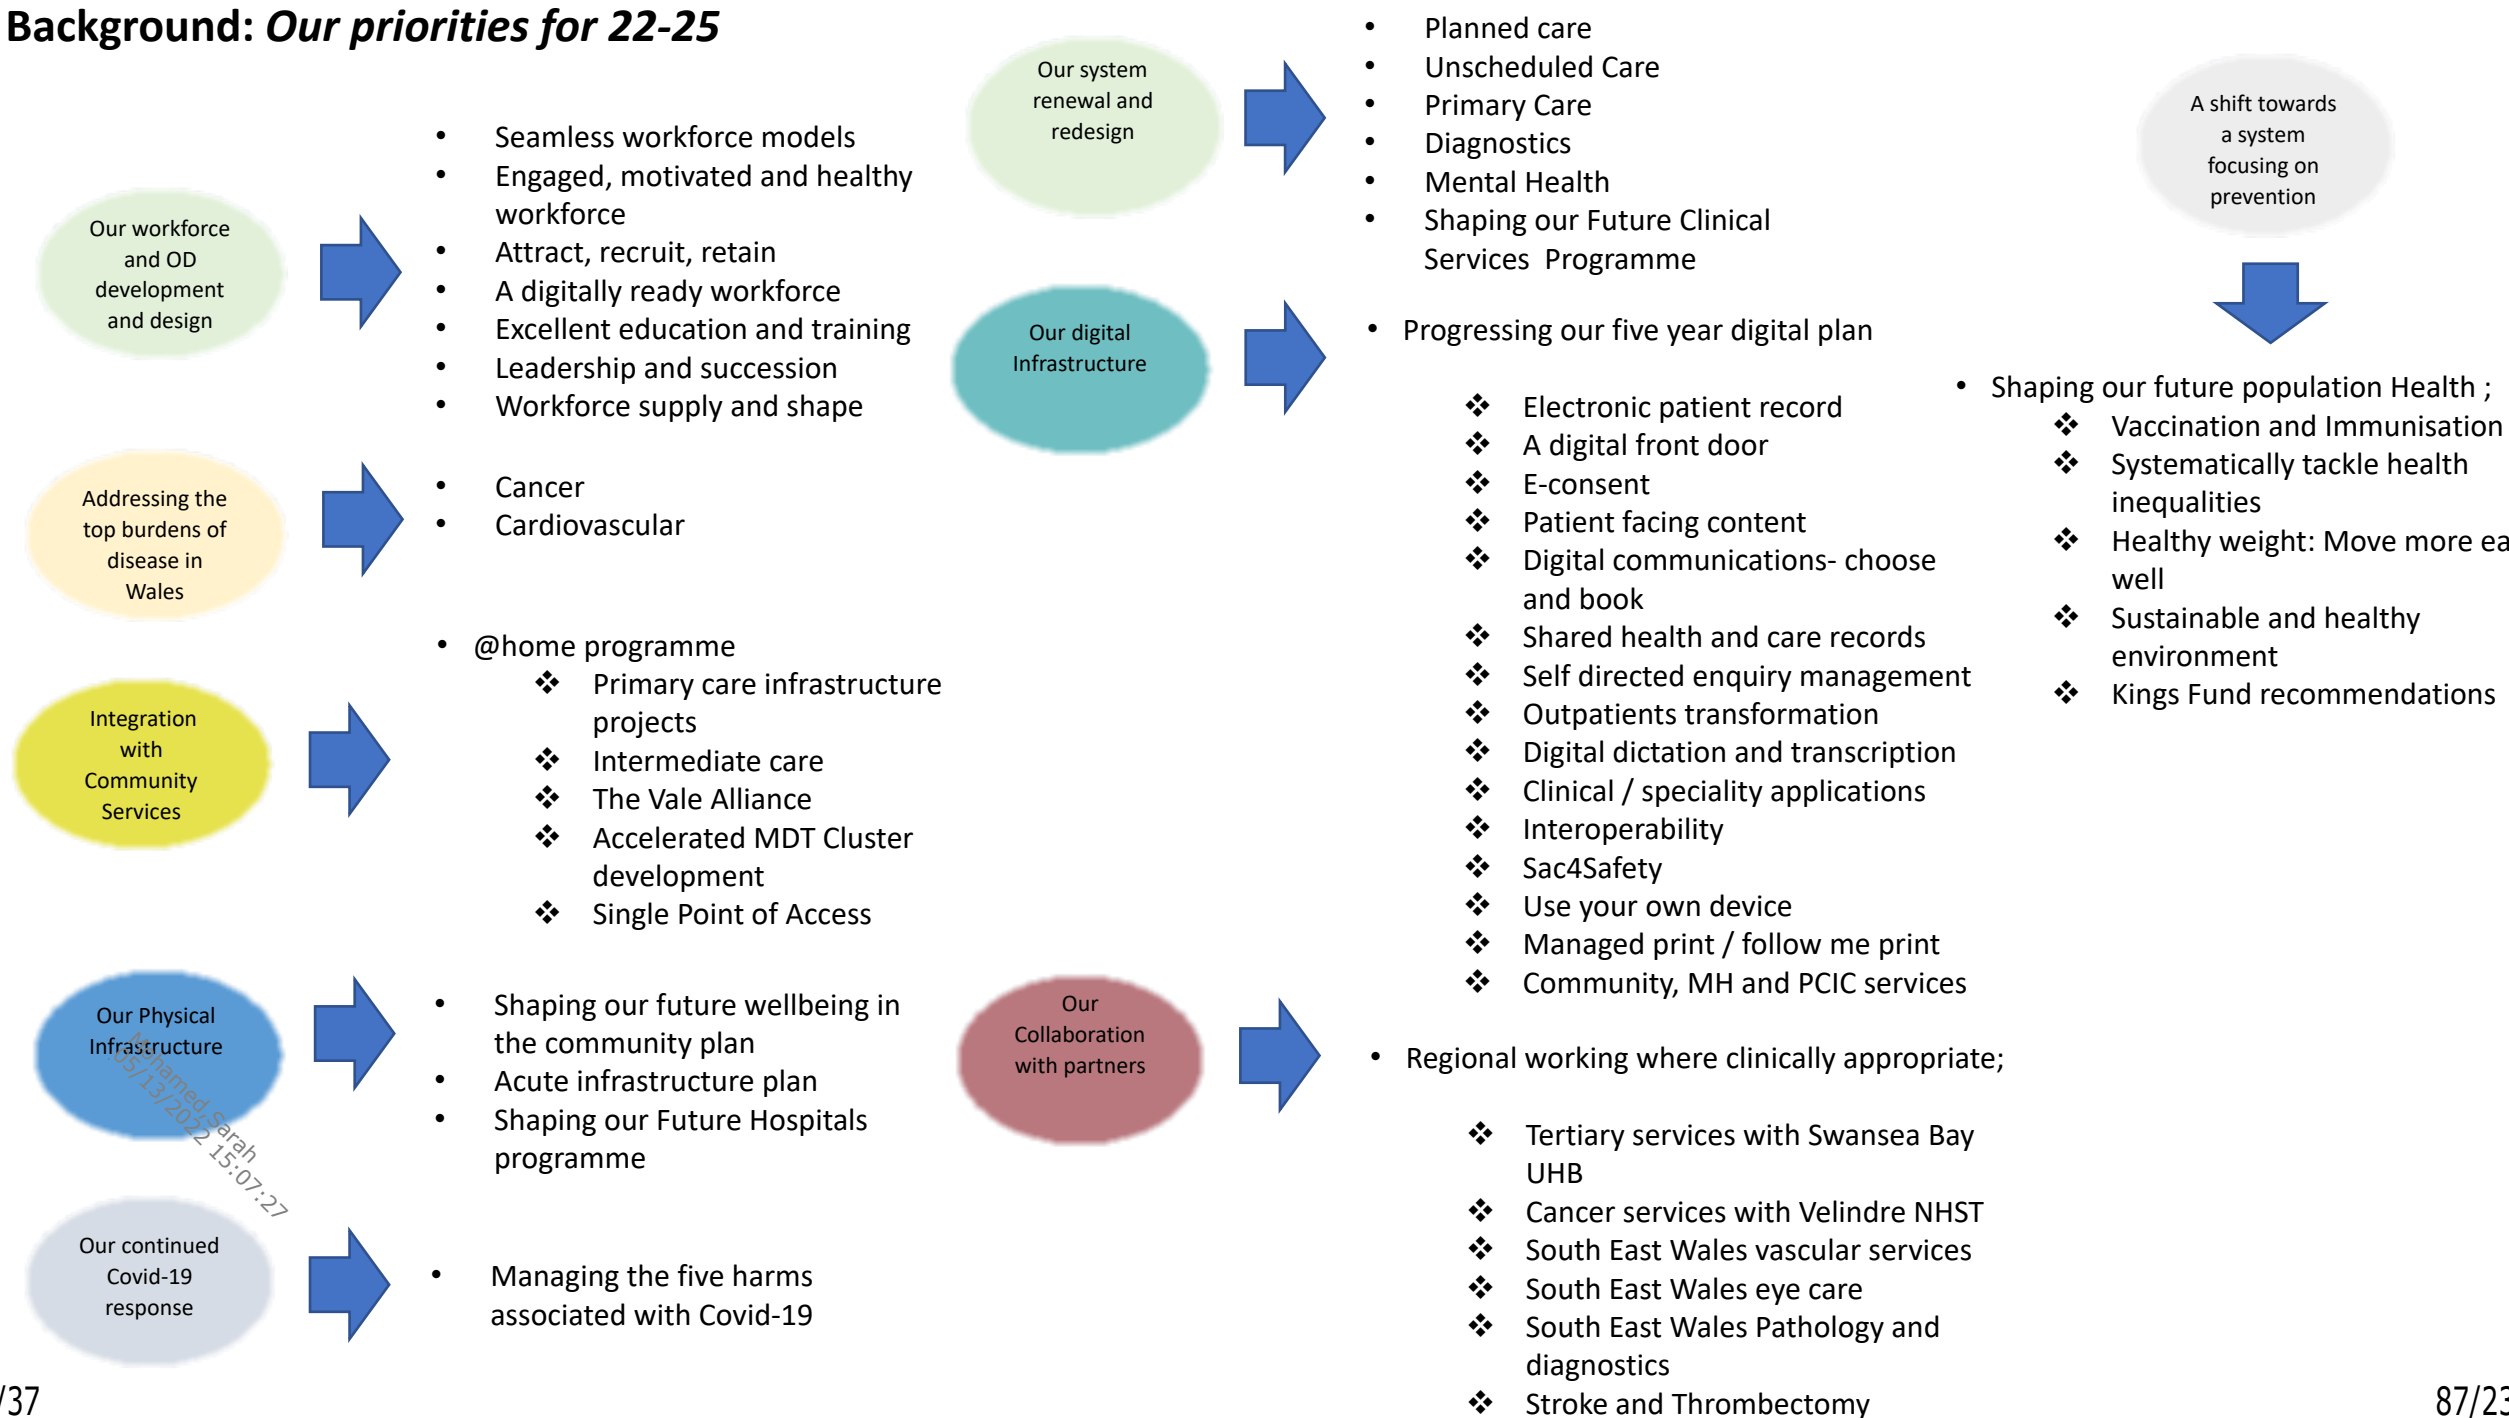 Background: Our priorities for 22-25
Our workforce
and OD
development
and design
• Seamless workforce models
• Engaged, motivated and healthy
workforce
• Attract, recruit, retain
• A digitally ready workforce
• Excellent education and training
• Leadership and succession
• Workforce supply and shape
Addressing the
top burdens of
disease in
Wales
• Cancer
• Cardiovascular
Integration
with
Community
Services
• @home programme
❖ Primary care infrastructure
projects
❖ Intermediate care
❖ The Vale Alliance
❖ Accelerated MDT Cluster
development
❖ Single Point of Access
Our Physical
Infrastructure
• Shaping our future wellbeing in
the community plan
• Acute infrastructure plan
• Shaping our Future Hospitals
programme
Mohamed, Sarah
05/13/2022 15:07:27
Our continued
Covid-19
response
• Managing the five harms
associated with Covid-19
Our system
renewal and
redesign
• Planned care
• Unscheduled Care
• Primary Care
• Diagnostics
• Mental Health
• Shaping our Future Clinical
Services Programme
Our digital
Infrastructure
• Progressing our five year digital plan
❖ Electronic patient record
❖ A digital front door
❖ E-consent
❖ Patient facing content
❖ Digital communications- choose
and book
❖ Shared health and care records
❖ Self directed enquiry management
❖ Outpatients transformation
❖ Digital dictation and transcription
❖ Clinical / speciality applications
❖ Interoperability
❖ Sac4Safety
❖ Use your own device
❖ Managed print / follow me print
❖ Community, MH and PCIC services
Our
Collaboration
with partners
• Regional working where clinically appropriate;
❖ Tertiary services with Swansea Bay
UHB
❖ Cancer services with Velindre NHST
❖ South East Wales vascular services
❖ South East Wales eye care
❖ South East Wales Pathology and
diagnostics
❖ Stroke and Thrombectomy
A shift towards
a system
focusing on
prevention
• Shaping our future population Health ;
❖ Vaccination and Immunisation
❖ Systematically tackle health
inequalities
❖ Healthy weight: Move more ea
well
❖ Sustainable and healthy
environment
❖ Kings Fund recommendations
/37
87/23